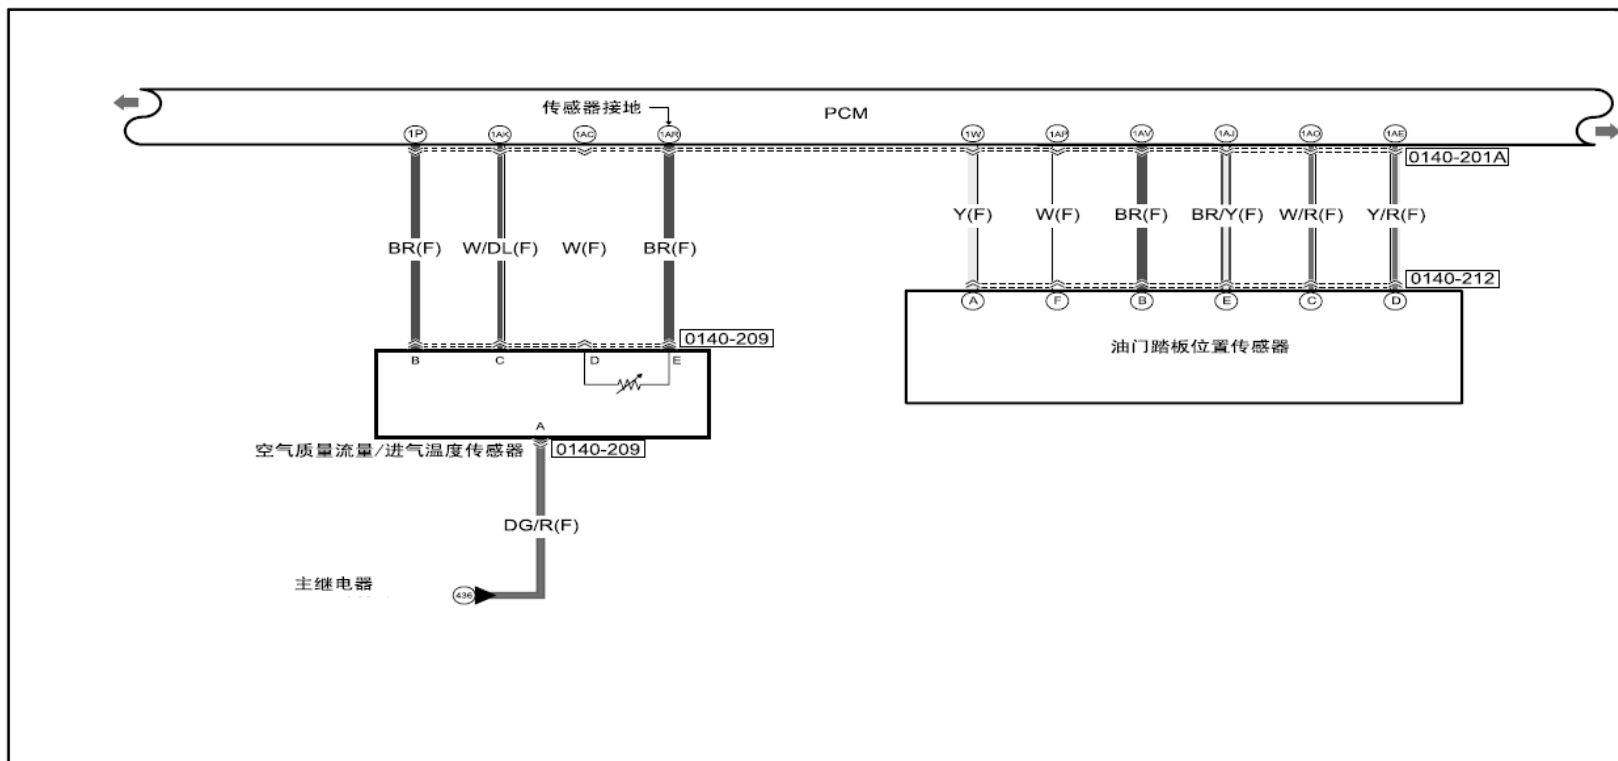 传感器接地
PCM
1P 1AK 1AC 1AR 1W 1AP 1AV 1AJ 1AO 1AE
0140-201A
Y(F) W(F) BR(F) BR/Y(F) W/R(F) Y/R(F)
BR(F) W/DL(F) W(F) BR(F)
0140-212
A F B E C D
0140-209
油门踏板位置传感器
B C D E
A
空气质量流量/进气温度传感器
0140-209
DG/R(F)
主继电器
436